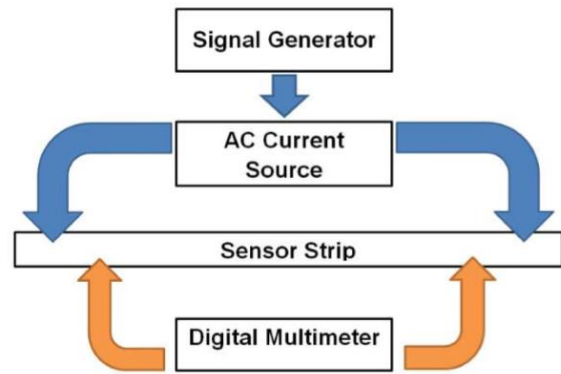 Signal Generator
AC Current
Source
Sensor Strip
Digital Multimeter